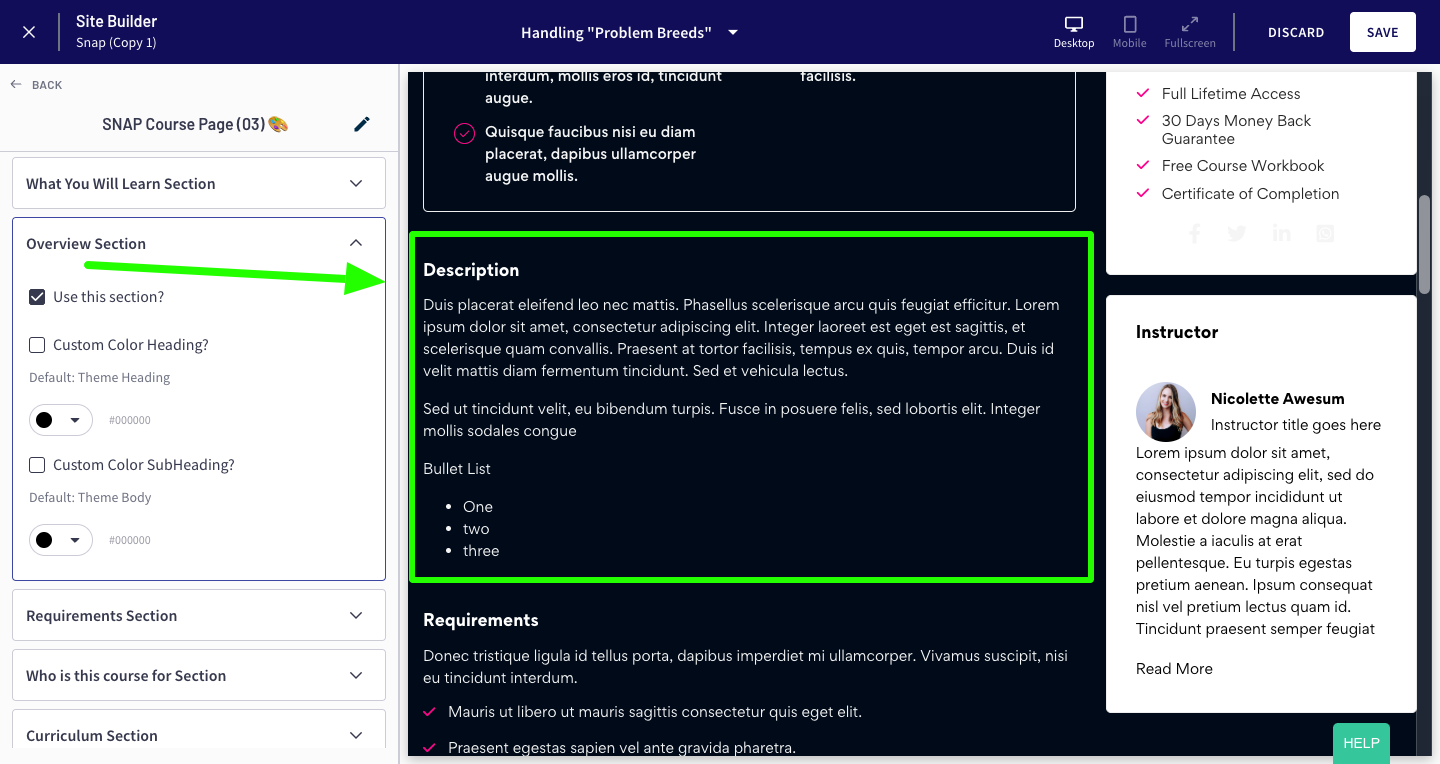 Site Builder
Snap (Copy 1)
Handling "Problem Breeds"
Desktop
Mobile
Fullscreen
DISCARD
SAVE
BACK
SNAP Course Page (03) 🎨
What You Will Learn Section
Overview Section
Use this section?
Custom Color Heading?
Default: Theme Heading
#000000
Custom Color SubHeading?
Default: Theme Body
#000000
Requirements Section
Who is this course for Section
Curriculum Section
interdum, mollis eros id, tincidunt
augue.
facilisis.
Quisque faucibus nisi eu diam
placerat, dapibus ullamcorper
augue mollis.
Description
Duis placerat eleifend leo nec mattis. Phasellus scelerisque arcu quis feugiat efficitur. Lorem
ipsum dolor sit amet, consectetur adipiscing elit. Integer laoreet est eget est sagittis, et
scelerisque quam convallis. Praesent at tortor facilisis, tempus ex quis, tempor arcu. Duis id
velit mattis diam fermentum tincidunt. Sed et vehicula lectus.
Sed ut tincidunt velit, eu bibendum turpis. Fusce in posuere felis, sed lobortis elit. Integer
mollis sodales congue
Bullet List
• One
• two
• three
Requirements
Donec tristique ligula id tellus porta, dapibus imperdiet mi ullamcorper. Vivamus suscipit, nisi
eu tincidunt interdum.
Mauris ut libero ut mauris sagittis consectetur quis eget elit.
Praesent egestas sapien vel ante gravida pharetra.
Full Lifetime Access
30 Days Money Back
Guarantee
Free Course Workbook
Certificate of Completion
Instructor
Nicolette Awesum
Instructor title goes here
Lorem ipsum dolor sit amet,
consectetur adipiscing elit, sed do
eiusmod tempor incididunt ut
labore et dolore magna aliqua.
Molestie a iaculis at erat
pellentesque. Eu turpis egestas
pretium aenean. Ipsum consequat
nisl vel pretium lectus quam id.
Tincidunt praesent semper feugiat
Read More
HELP